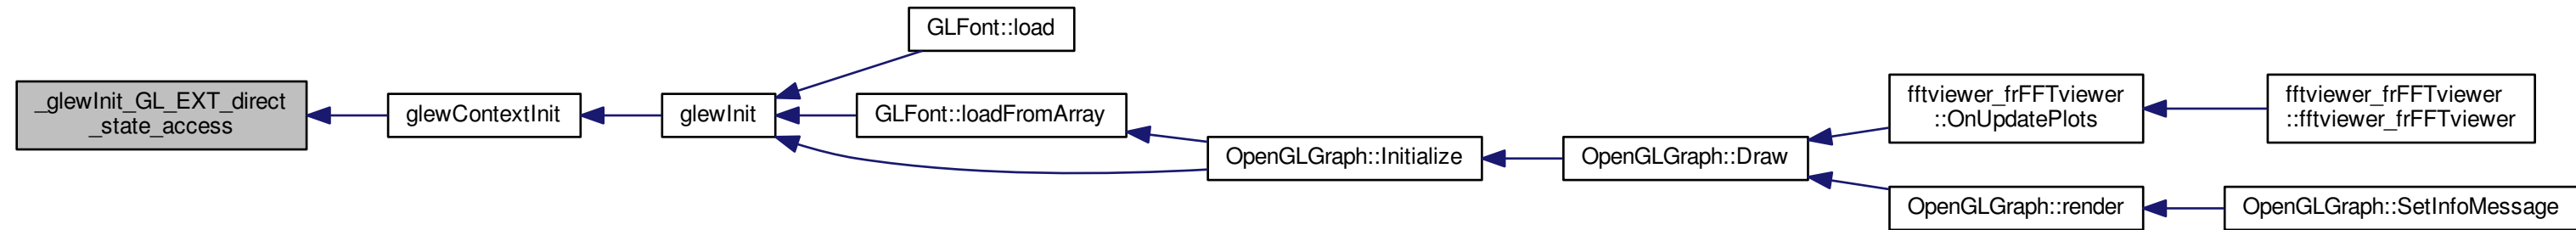 _glewInit_GL_EXT_direct
_state_access
glewContextInit
glewInit
GLFont::load
GLFont::loadFromArray
OpenGLGraph::Initialize
OpenGLGraph::Draw
fftviewer_frFFTviewer
::OnUpdatePlots
fftviewer_frFFTviewer
::fftviewer_frFFTviewer
OpenGLGraph::render
OpenGLGraph::SetInfoMessage